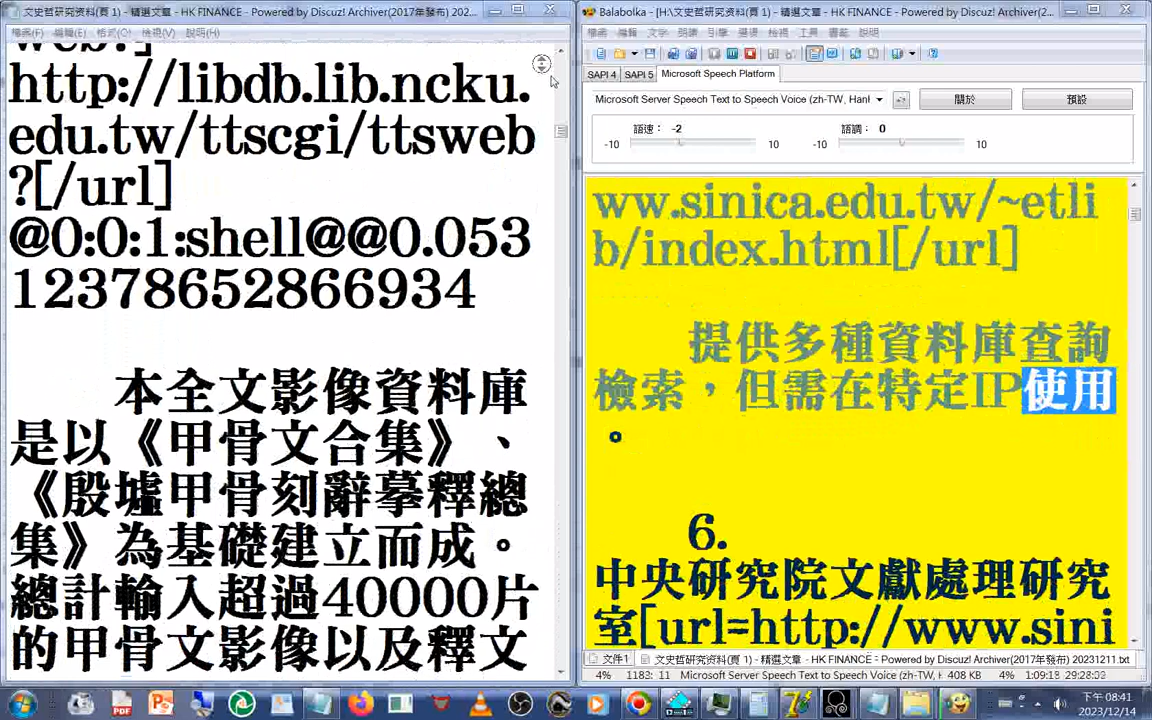 文史哲研究资料(頁 1) - 精選文章 - HK FINANCE - Powered by Discuz! Archiver(2017年發布) 202...
檔案(F) 編輯(E) 格式(O) 檢視(V) 說明(H)
web?]
http://libdb.lib.ncku.
edu.tw/ttscgi/ttsweb
?[/url]
@0:0:1:shell@@0.053
12378652866934
本全文影像資料庫
是以《甲骨文合集》、
《殷墟甲骨刻辭摹釋總
集》為基礎建立而成。
總計輸入超過40000片
的甲骨文影像以及釋文
Balabolka - [H:\文史哲研究资料(頁 1) - 精選文章 - HK FINANCE - Powered by Discuz! Archiver(2...
檔案 編輯 文字 朗讀 引擎 選項 檢視 工具 書籤 說明
SAPI 4 SAPI 5 Microsoft Speech Platform
Microsoft Server Speech Text to Speech Voice (zh-TW, Hanl 關於 預設
語速： -2 語調： 0
-10 10 -10 10
ww.sinica.edu.tw/~etli
b/index.html[/url]
提供多種資料庫查詢
檢索，但需在特定IP使用
。
6.
中央研究院文獻處理研究
室[url=http://www.sini
文件1 文史哲研究资料(頁 1) - 精選文章 - HK FINANCE - Powered by Discuz! Archiver(2017年發布) 20231211.txt
4% 1183: 11 Microsoft Server Speech Text to Speech Voice (zh-TW, HanHan) 408 KB 4% 1:09:18 29:28:09
PDF
下午 08:41
2023/12/14